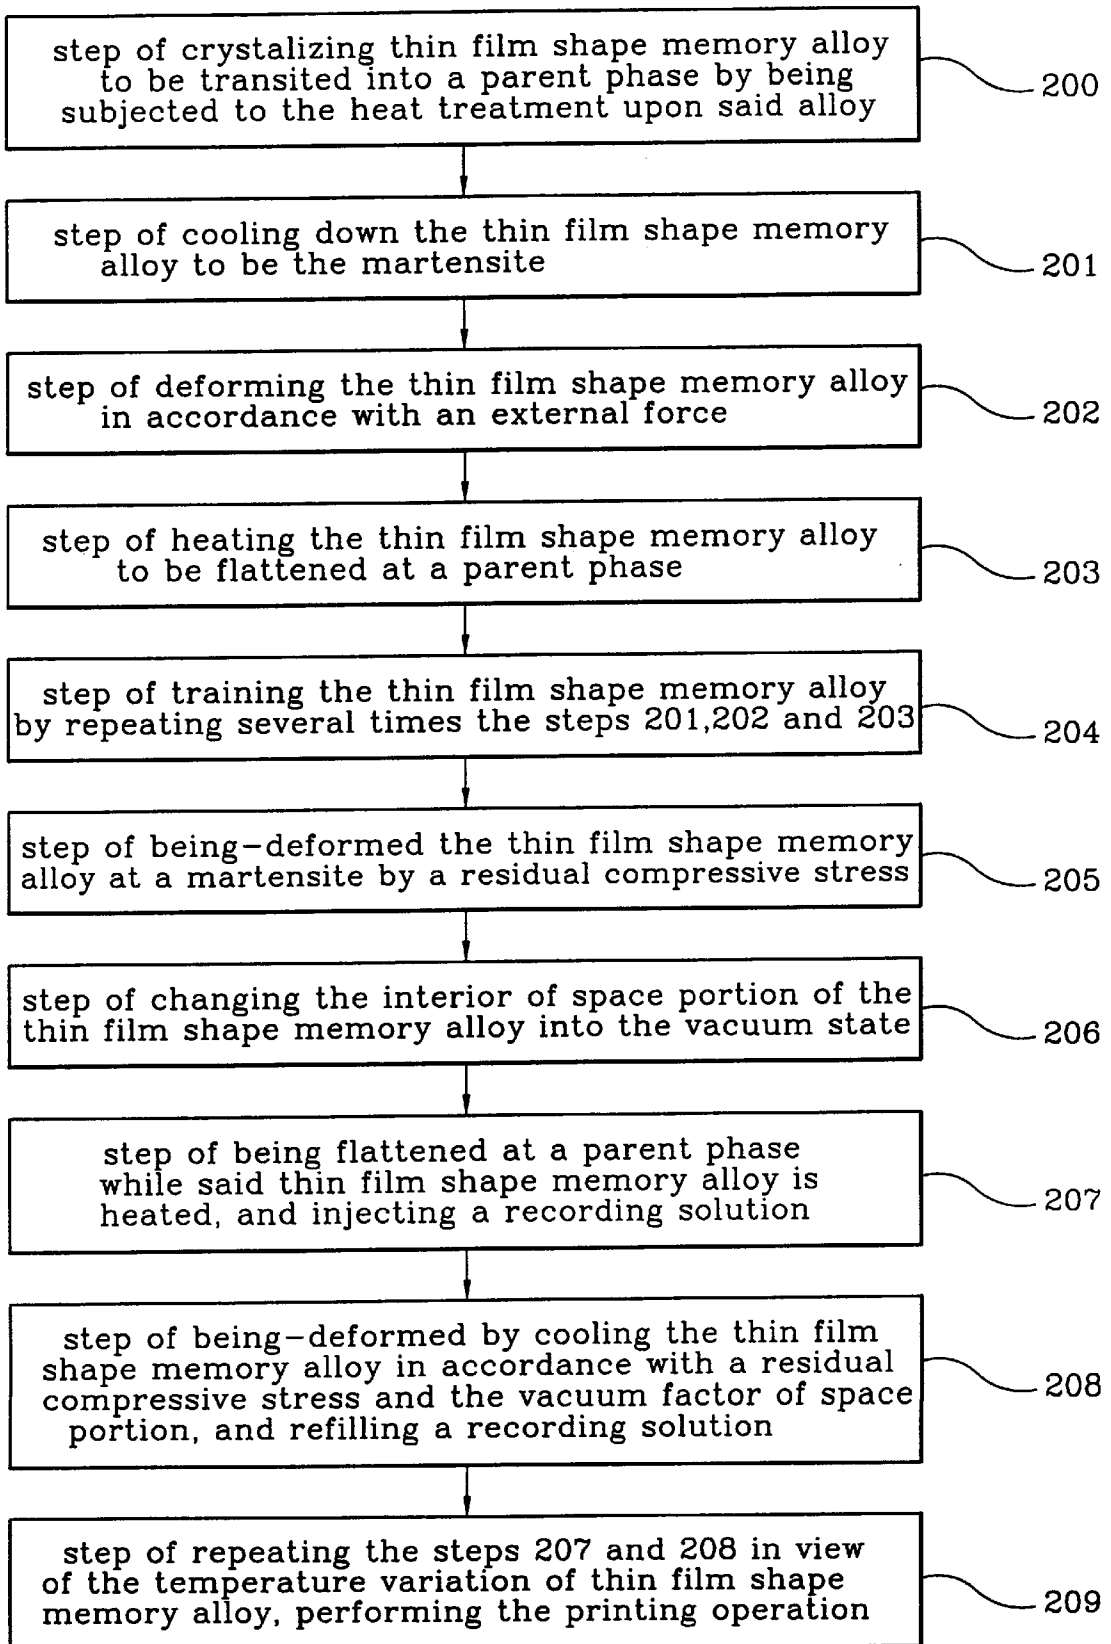 step of crystalizing thin film shape memory alloy
to be transited into a parent phase by being
subjected to the heat treatment upon said alloy
200
step of cooling down the thin film shape memory
alloy to be the martensite
201
step of deforming the thin film shape memory alloy
in accordance with an external force
202
step of heating the thin film shape memory alloy
to be flattened at a parent phase
203
step of training the thin film shape memory alloy
by repeating several times the steps 201,202 and 203
204
step of being-deformed the thin film shape memory
alloy at a martensite by a residual compressive stress
205
step of changing the interior of space portion of the
thin film shape memory alloy into the vacuum state
206
step of being flattened at a parent phase
while said thin film shape memory alloy is
heated, and injecting a recording solution
207
step of being-deformed by cooling the thin film
shape memory alloy in accordance with a residual
compressive stress and the vacuum factor of space
portion, and refilling a recording solution
208
step of repeating the steps 207 and 208 in view
of the temperature variation of thin film shape
memory alloy, performing the printing operation
209